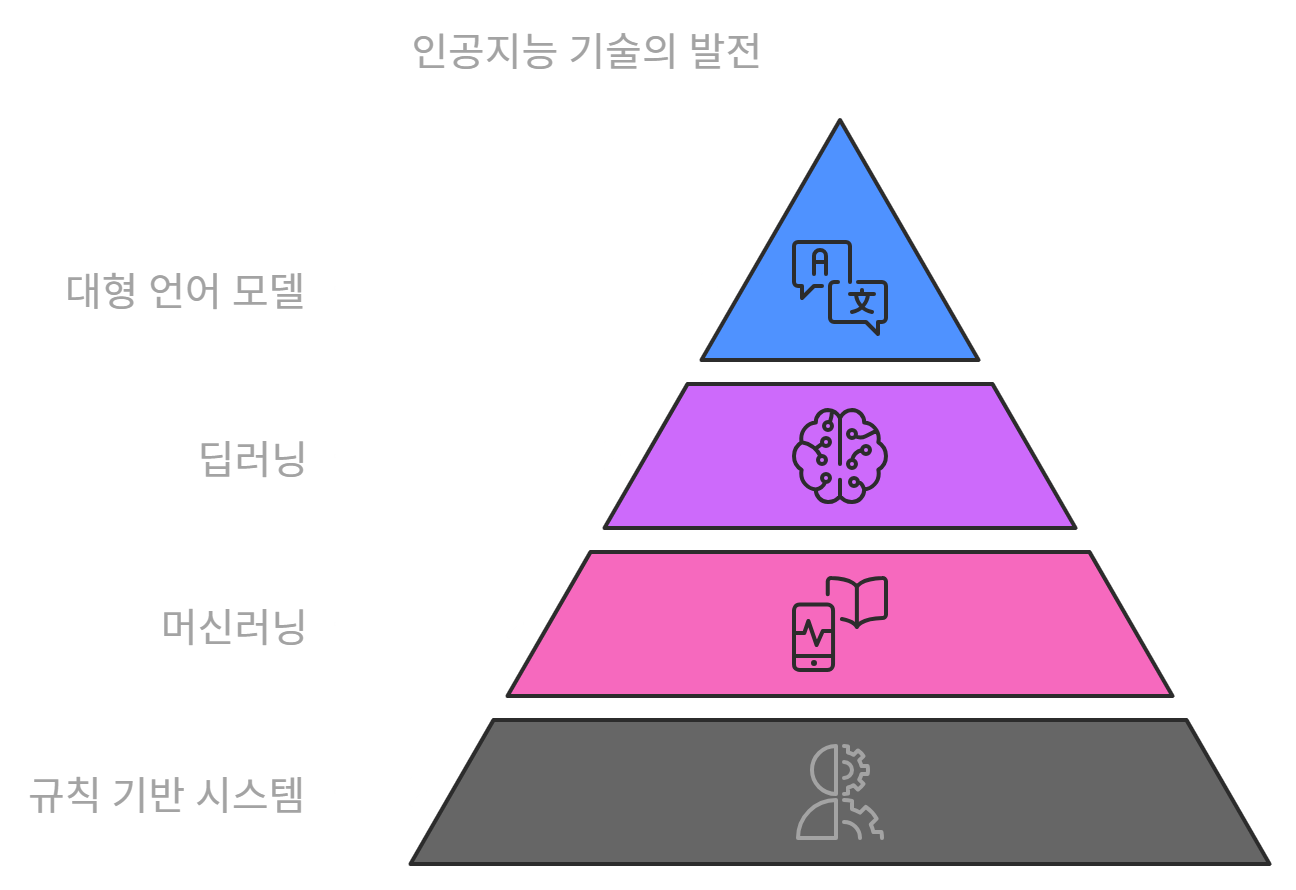 인공지능 기술의 발전
대형 언어 모델
A
文
딥러닝
머신러닝
규칙 기반 시스템